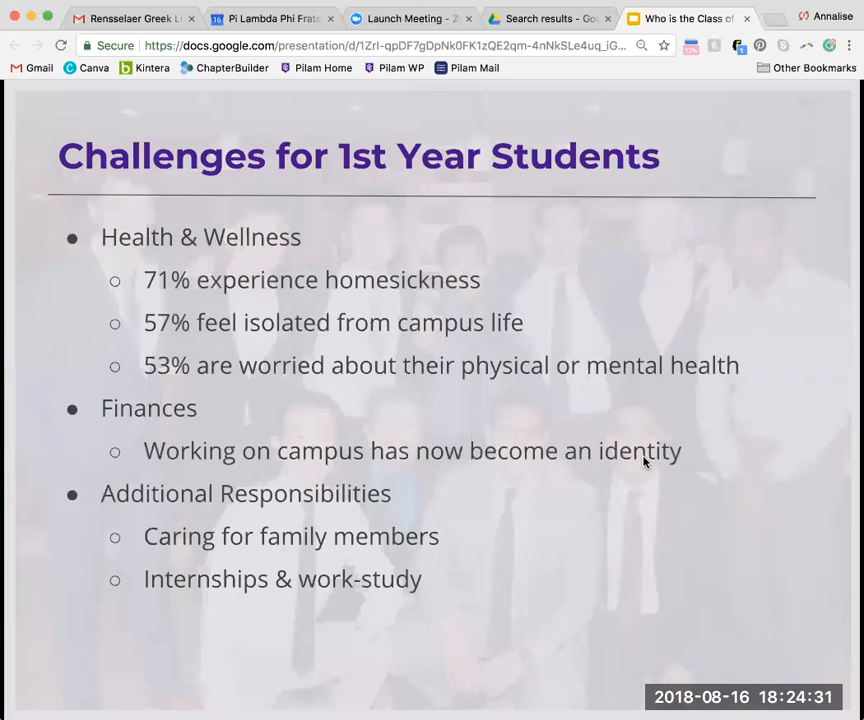 Rensselaer Greek Li
Pi Lambda Phi Frate
Launch Meeting - Z
Search results - Goo
Who is the Class of
Annalise
Secure
https://docs.google.com/presentation/d/1ZrI-qpDF7gDpNk0FK1zQE2qm-4nNkSLe4uq_iG...
Gmail
Canva
Kintera
ChapterBuilder
Pilam Home
Pilam WP
Pilam Mail
Other Bookmarks
Challenges for 1st Year Students
● Health & Wellness
○ 71% experience homesickness
○ 57% feel isolated from campus life
○ 53% are worried about their physical or mental health
● Finances
○ Working on campus has now become an identity
● Additional Responsibilities
○ Caring for family members
○ Internships & work-study
2018-08-16 18:24:31